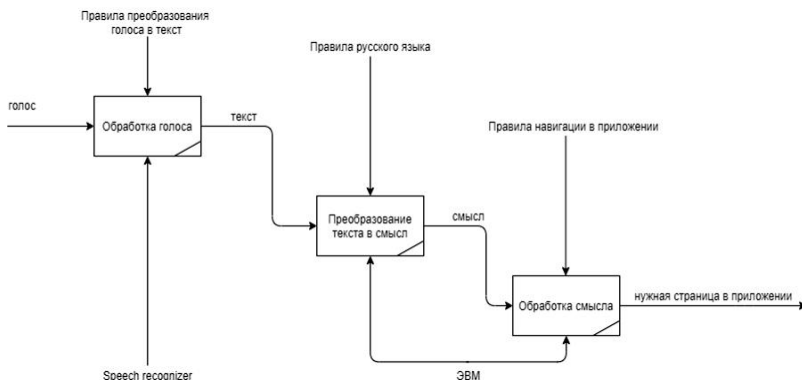 Правила преобразования
голоса в текст
Правила русского языка
голос
Обработка голоса
текст
Правила навигации в приложении
Преобразование
текста в смысл
смысл
нужная страница в приложении
Обработка смысла
Speech recognizer
ЭВМ